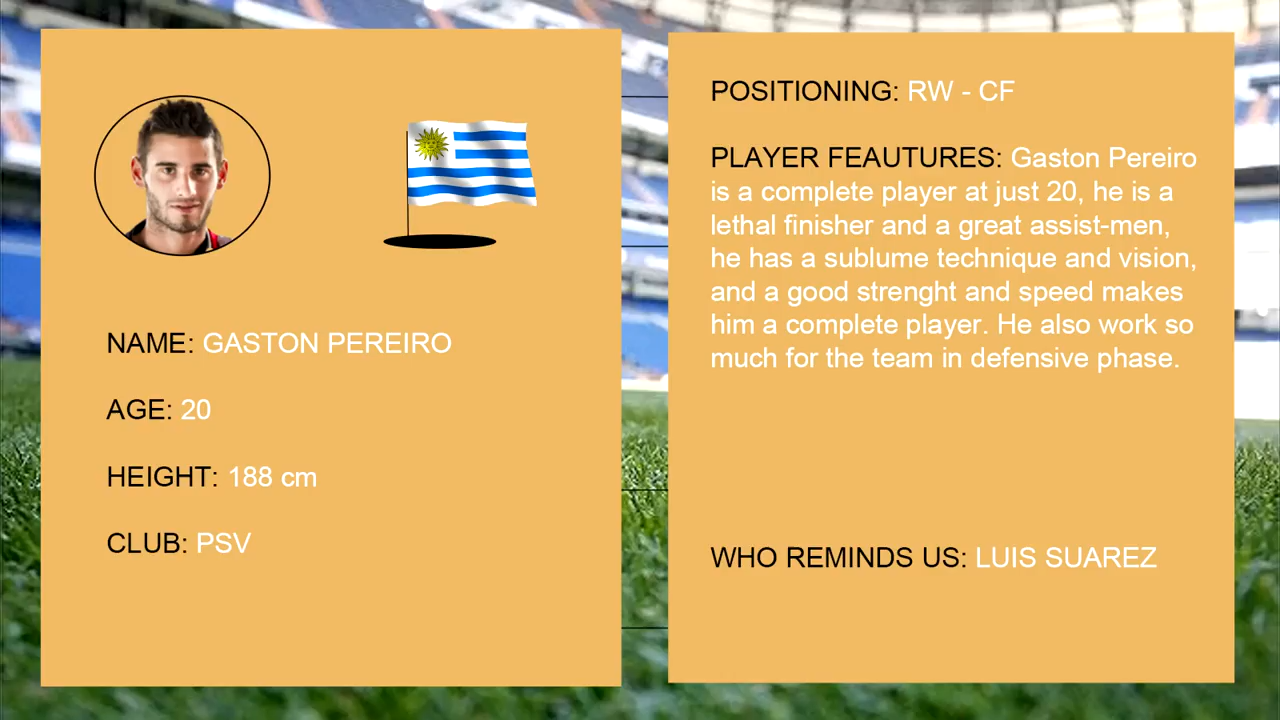 NAME: GASTON PEREIRO
AGE: 20
HEIGHT: 188 cm
CLUB: PSV
POSITIONING: RW - CF
PLAYER FEAUTURES: Gaston Pereiro
is a complete player at just 20, he is a
lethal finisher and a great assist-men,
he has a sublume technique and vision,
and a good strenght and speed makes
him a complete player. He also work so
much for the team in defensive phase.
WHO REMINDS US: LUIS SUAREZ